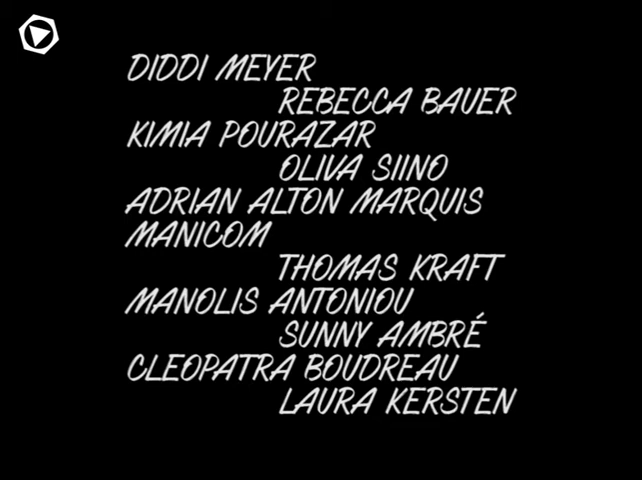 DIDDI MEYER
REBECCA BAUER
KIMIA POURAZAR
OLIVA SIINO
ADRIAN ALTON MARQUIS
MANICOM
THOMAS KRAFT
MANOLIS ANTONIOU
SUNNY AMBRÉ
CLEOPATRA BOUDREAU
LAURA KERSTEN